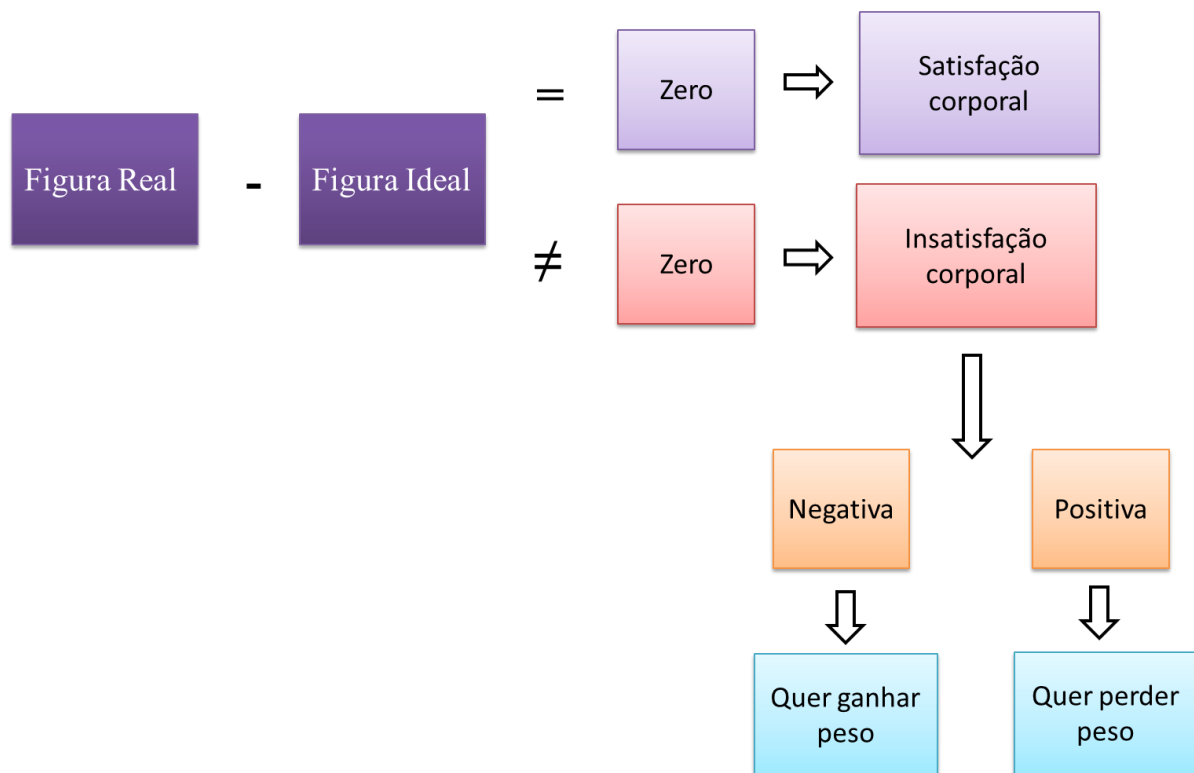 Figura Real
-
Figura Ideal
=
Zero
Satisfação
corporal
≠
Zero
Insatisfação
corporal
Negativa
Positiva
Quer ganhar
peso
Quer perder
peso